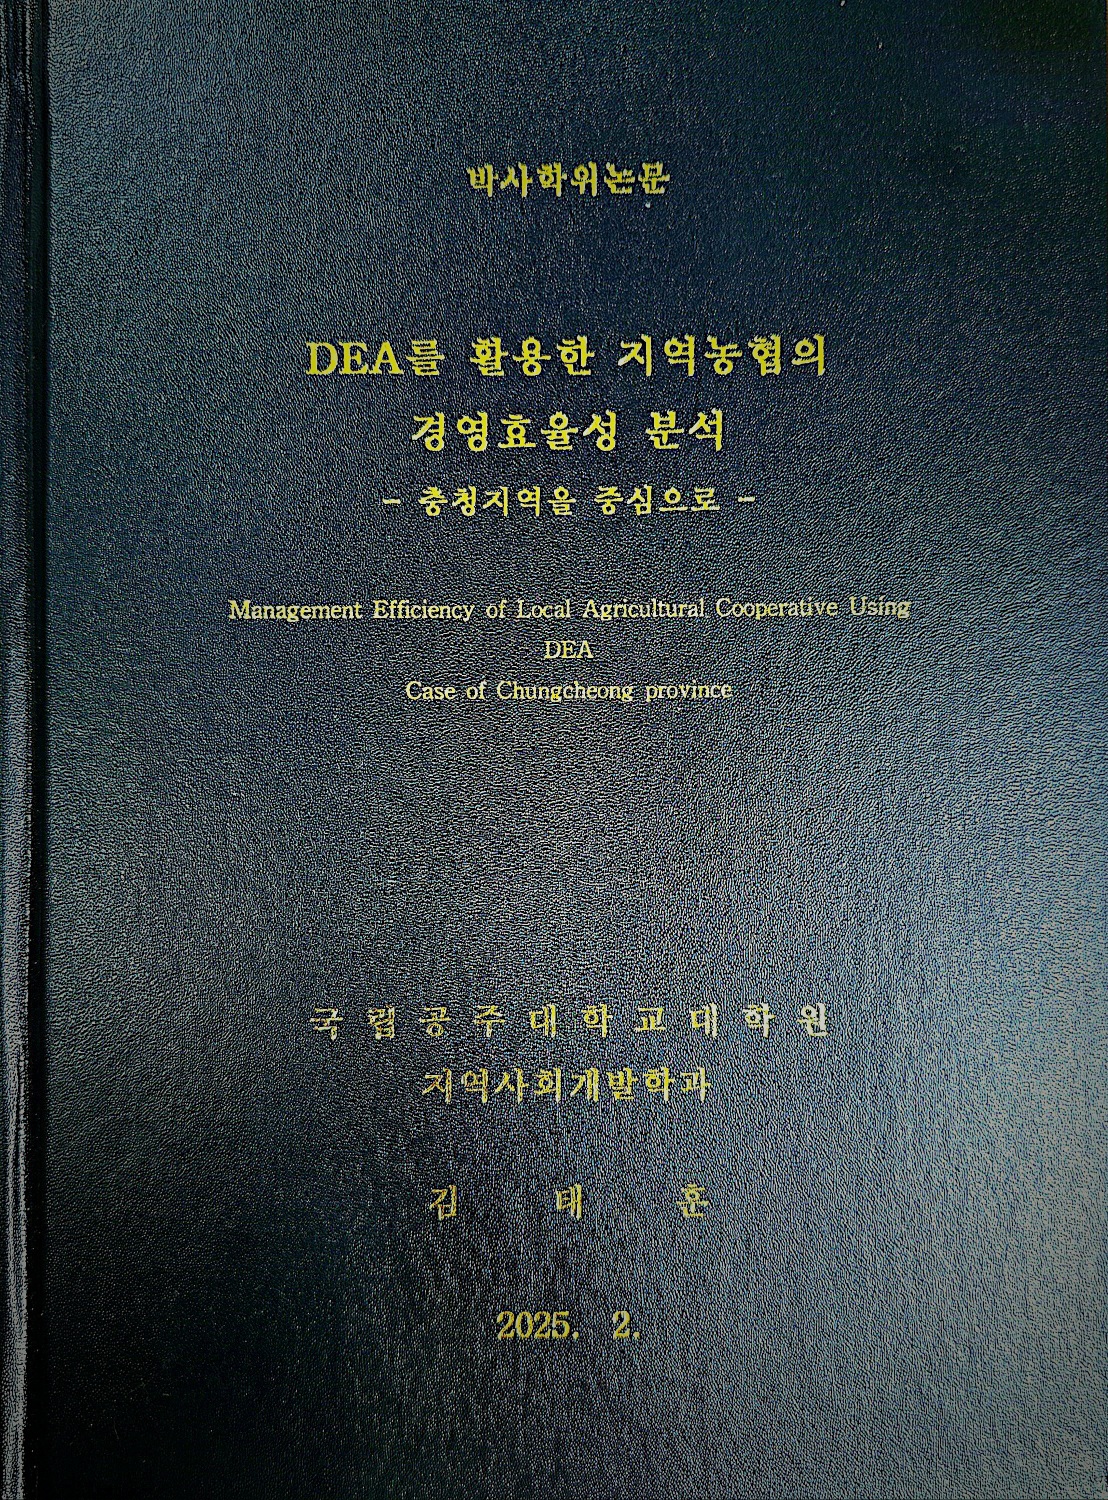 박사학위논문
DEA를 활용한 지역농협의
경영효율성 분석
- 충청지역을 중심으로 -
Management Efficiency of Local Agricultural Cooperative Using
DEA
Case of Chungcheong province
국립공주대학교대학원
지역사회개발학과
김 태 훈
2025. 2.